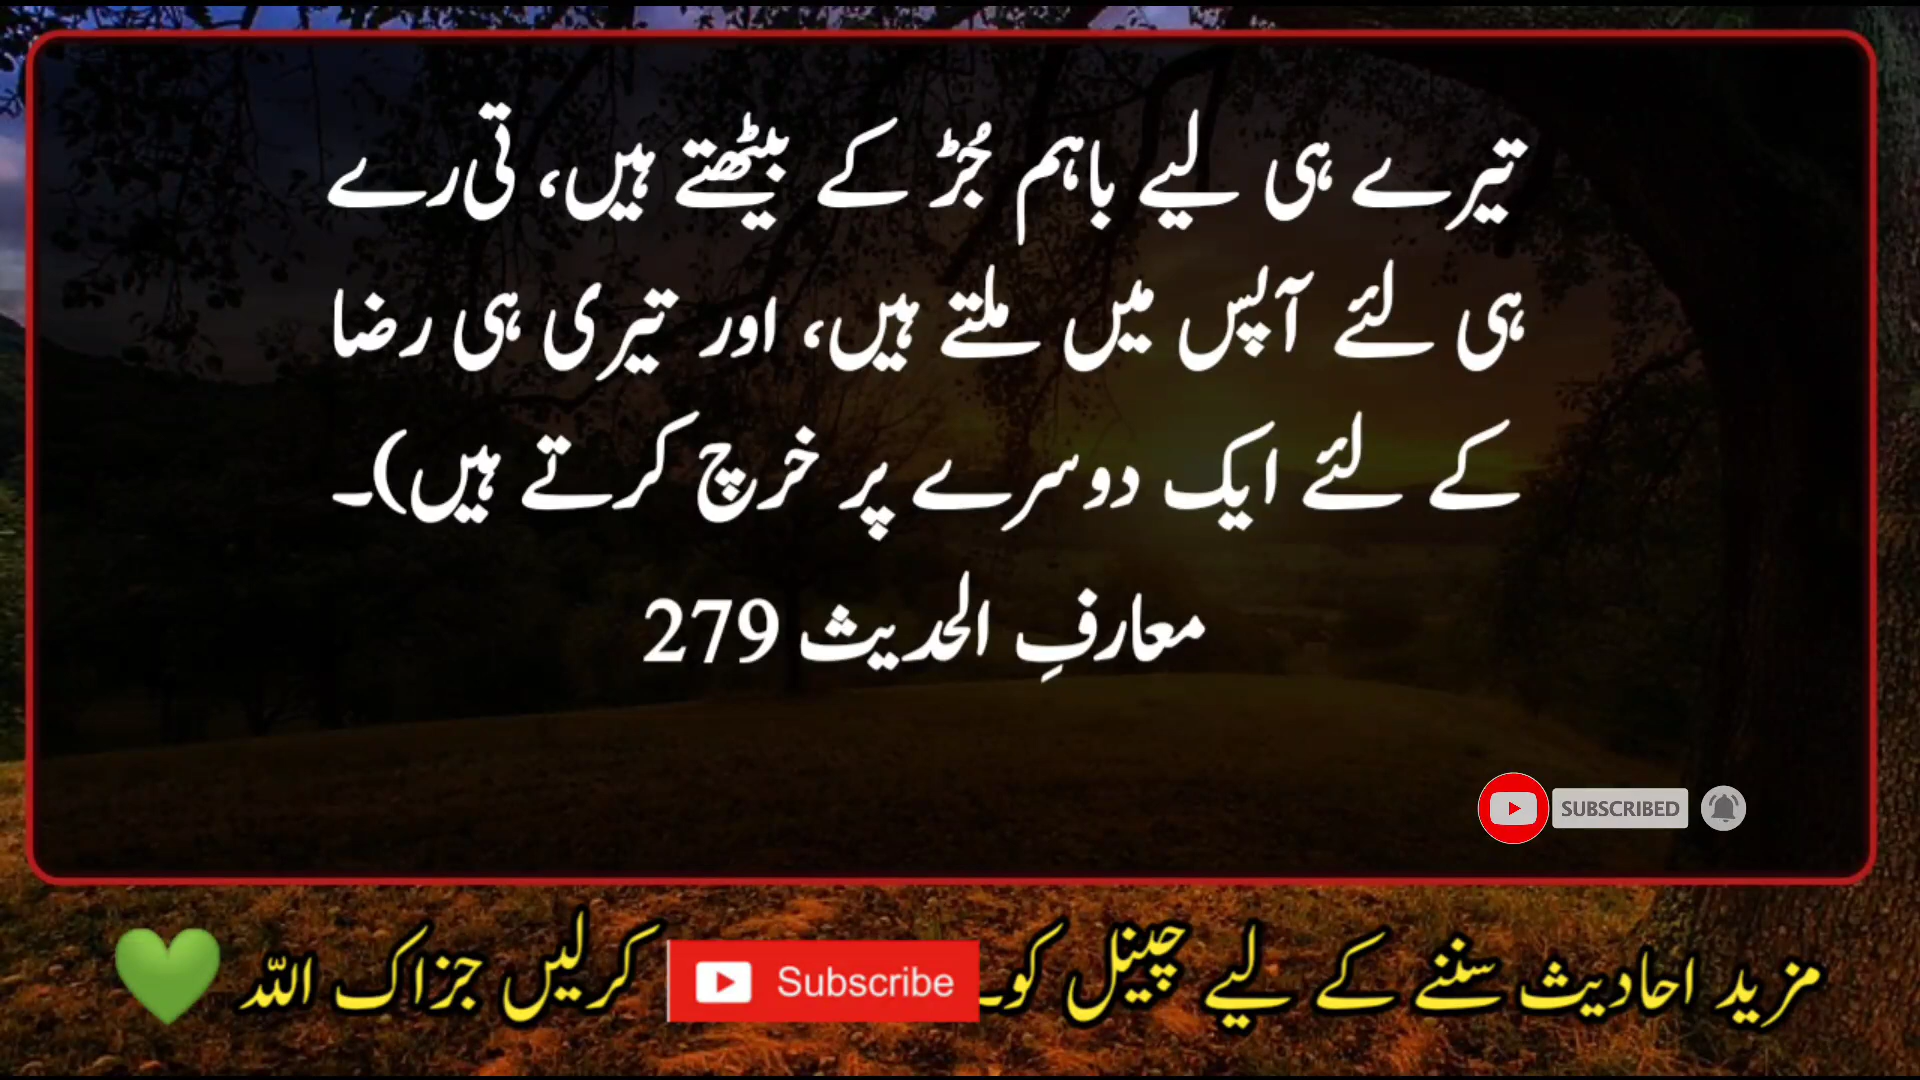 تیرے ہی لیے باہم جُڑ کے بیٹھتے ہیں، تی رے
ہی لئے آپس میں ملتے ہیں، اور تیری ہی رضا
کے لئے ایک دوسرے پر خرچ کرتے ہیں)۔
معارفِ الحدیث 279
SUBSCRIBED
مزید احادیث سننے کے لیے چینل کو۔ Subscribe کرلیں جزاک اللہ